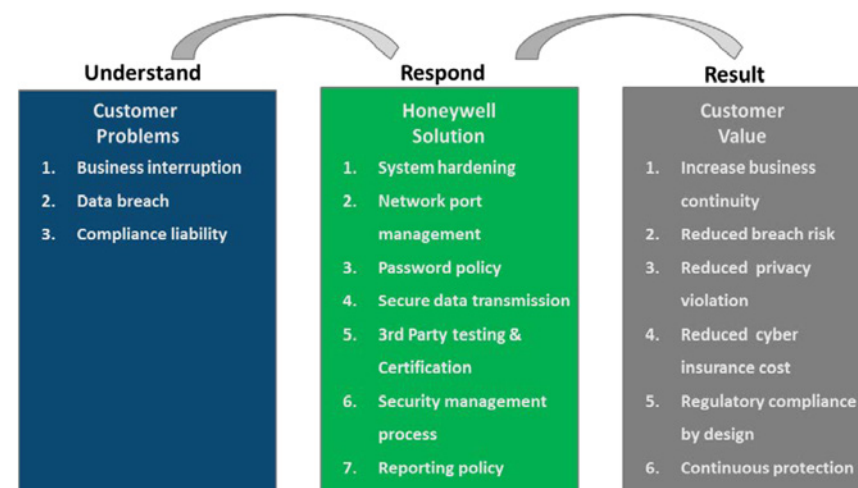 Understand
Customer
Problems
1. Business interruption
2. Data breach
3. Compliance liability
Respond
Honeywell
Solution
1. System hardening
2. Network port
management
3. Password policy
4. Secure data transmission
5. 3rd Party testing &
Certification
6. Security management
process
7. Reporting policy
Result
Customer
Value
1. Increase business
continuity
2. Reduced breach risk
3. Reduced privacy
violation
4. Reduced cyber
insurance cost
5. Regulatory compliance
by design
6. Continuous protection